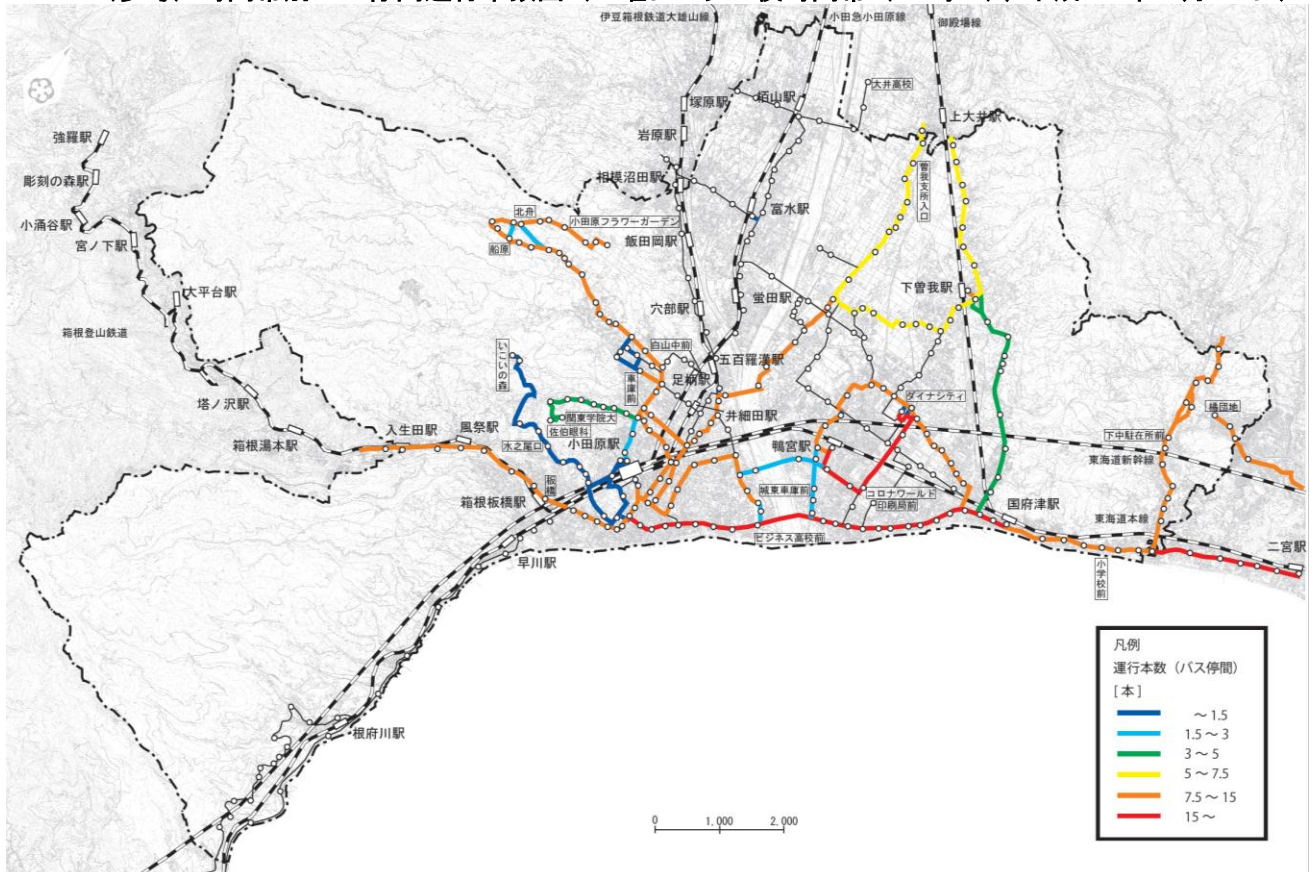 伊豆箱根鉄道大雄山線
小田急小田原線
御殿場線
大井高校
塚原駅
栢山駅
上大井駅
強羅駅
岩原駅
彫刻の森駅
相模沼田駅
曽我支所入口
小涌谷駅
富水駅
北舟
小田原フラワーガーデン
宮ノ下駅
飯田岡駅
船原
大平台駅
下曽我駅
蛍田駅
穴部駅
箱根登山鉄道
いこいの森
白山中前
五百羅漢駅
車庫前
足柄駅
ダイナシティ
橘団地
塔ノ沢駅
関東学院大
井細田駅
入生田駅
風祭駅
佐伯眼科
下中駐在所前
箱根湯本駅
水之尾口
小田原駅
鴨宮駅
東海道新幹線
板橋
城東車庫前
コロナワールド
箱根板橋駅
印刷局前
国府津駅
東海道本線
ビジネス高校前
二宮駅
早川駅
小学校前
根府川駅
凡例
運行本数（バス停間）
[本]
～1.5
1.5～3
3～5
5～7.5
7.5～15
15～
0 1,000 2,000